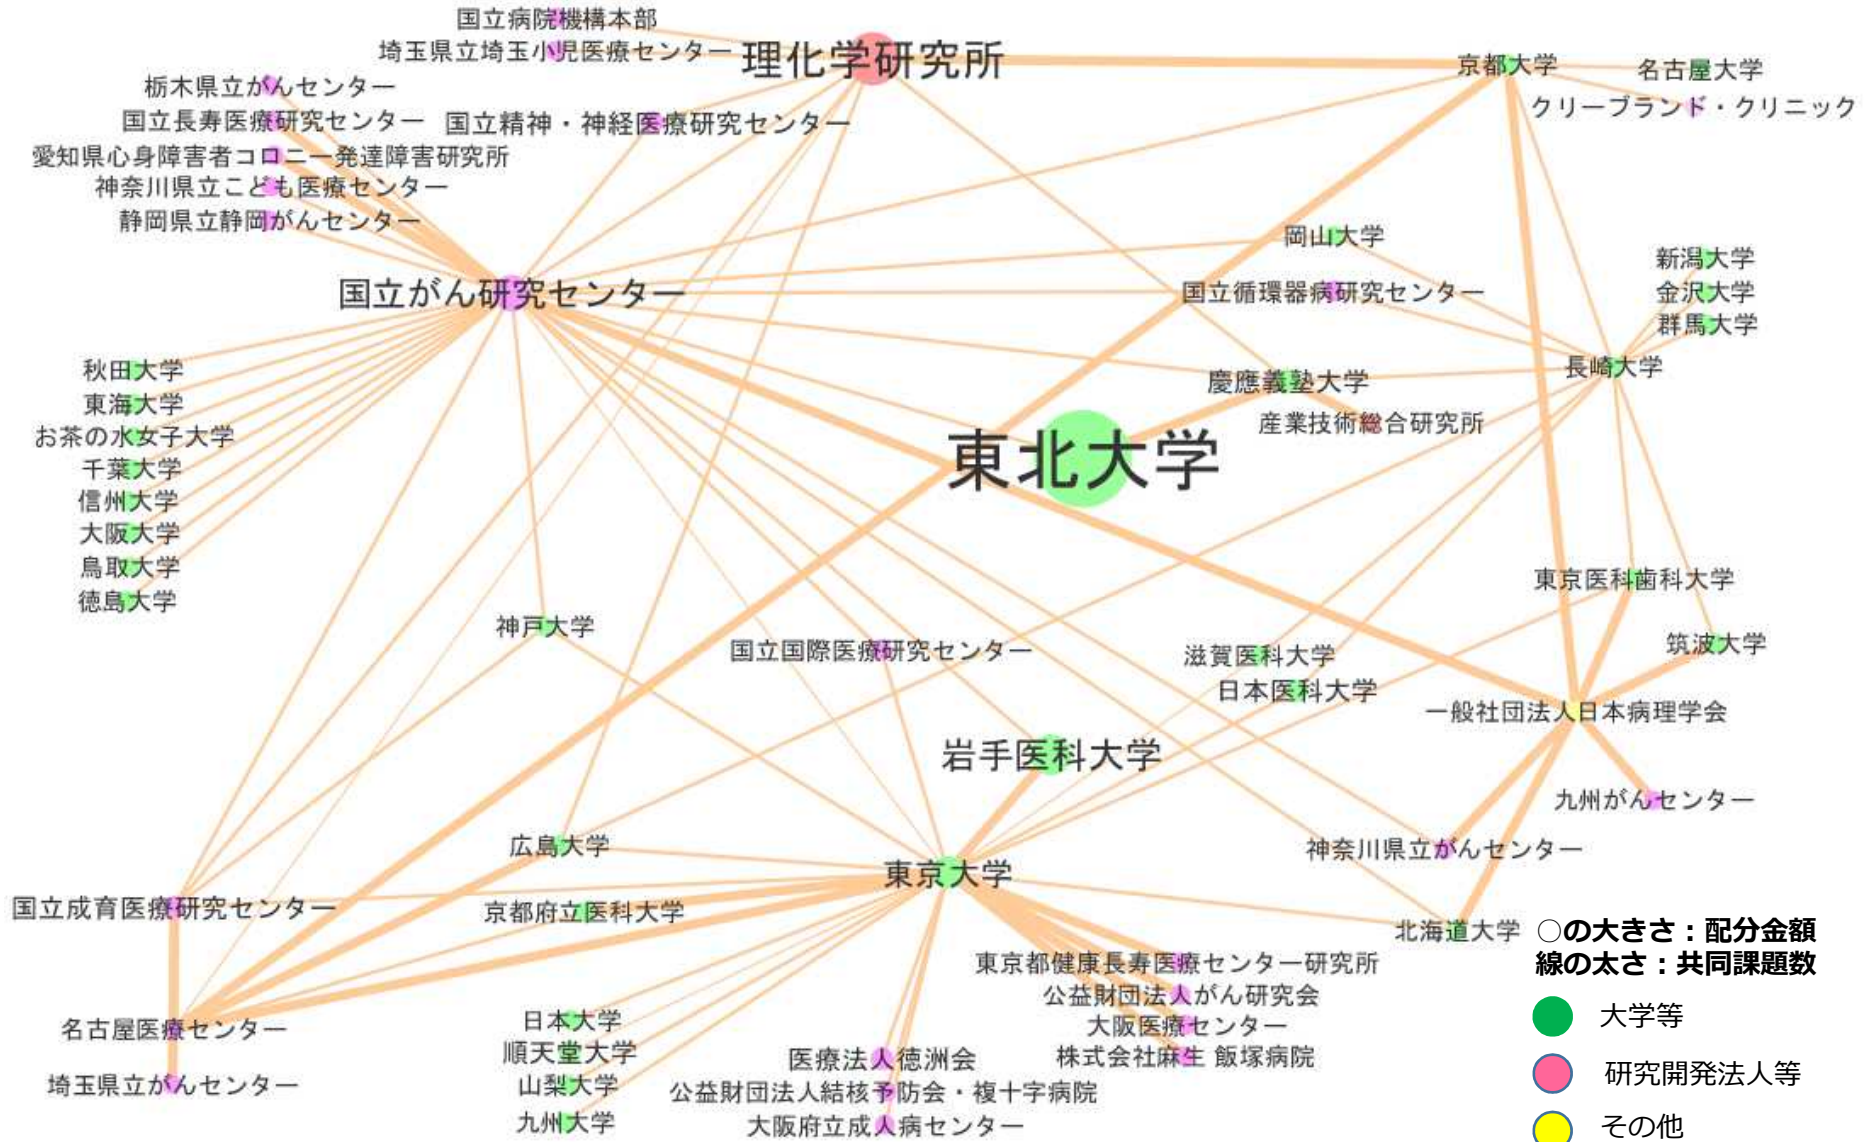 国立病院機構本部
埼玉県立埼玉小児医療センター
理化学研究所
京都大学
名古屋大学
クリーブランド・クリニック
栃木県立がんセンター
国立長寿医療研究センター
国立精神・神経医療研究センター
愛知県心身障害者コロニー発達障害研究所
神奈川県立こども医療センター
静岡県立静岡がんセンター
岡山大学
新潟大学
国立がん研究センター
国立循環器病研究センター
金沢大学
群馬大学
長崎大学
秋田大学
慶應義塾大学
東海大学
産業技術総合研究所
お茶の水女子大学
東北大学
千葉大学
信州大学
大阪大学
鳥取大学
東京医科歯科大学
徳島大学
神戸大学
国立国際医療研究センター
滋賀医科大学
筑波大学
日本医科大学
一般社団法人日本病理学会
岩手医科大学
九州がんセンター
広島大学
神奈川県立がんセンター
東京大学
国立成育医療研究センター
京都府立医科大学
北海道大学
○の大きさ：配分金額
線の太さ：共同課題数
東京都健康長寿医療センター研究所
公益財団法人がん研究会
大阪医療センター
株式会社麻生 飯塚病院
名古屋医療センター
埼玉県立がんセンター
日本大学
順天堂大学
山梨大学
九州大学
医療法人徳洲会
公益財団法人結核予防会・複十字病院
大阪府立成人病センター
大学等
研究開発法人等
その他